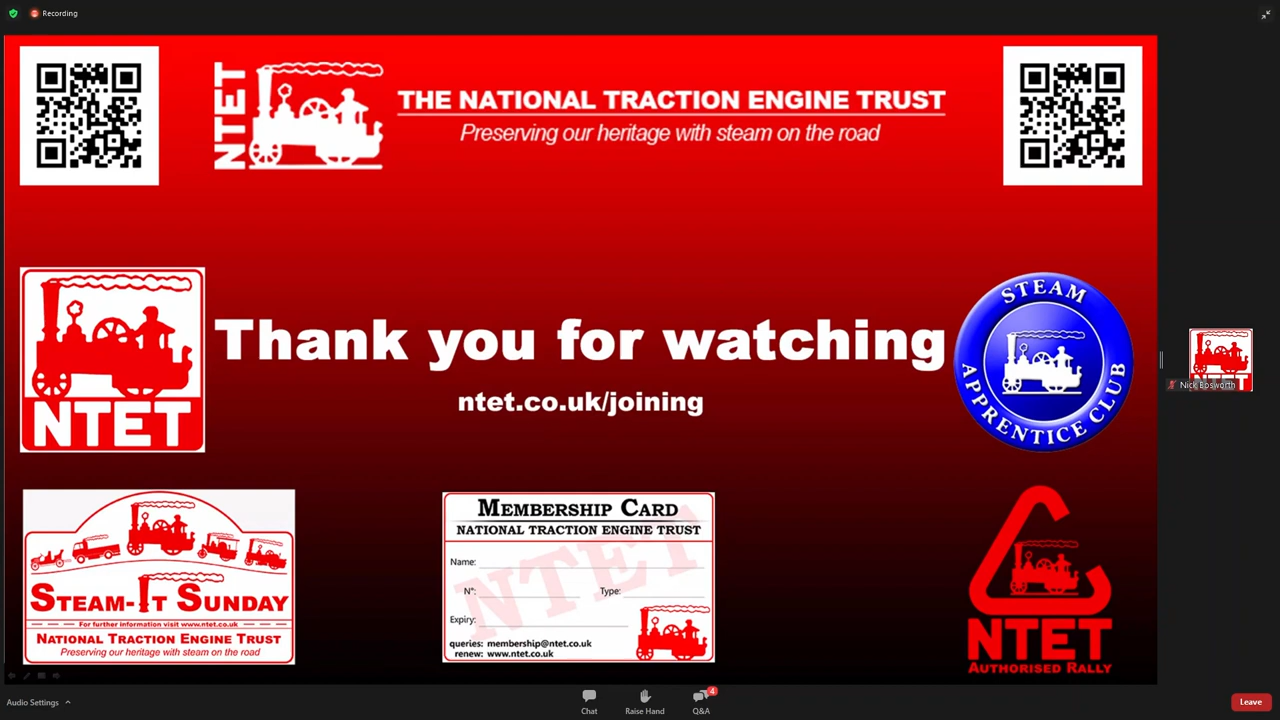 Recording
NTET
THE NATIONAL TRACTION ENGINE TRUST
Preserving our heritage with steam on the road
Thank you for watching
ntet.co.uk/joining
NTET
STEAM
APPRENTICE CLUB
NTET
Nick Bosworth
STEAM-IT SUNDAY
For further information visit www.ntet.co.uk
NATIONAL TRACTION ENGINE TRUST
Preserving our heritage with steam on the road
MEMBERSHIP CARD
NATIONAL TRACTION ENGINE TRUST
NTET
Name:
N°: Type:
Expiry:
queries: membership@ntet.co.uk
renew: www.ntet.co.uk
NTET
AUTHORISED RALLY
Audio Settings
Chat
Raise Hand
4
Q&A
Leave